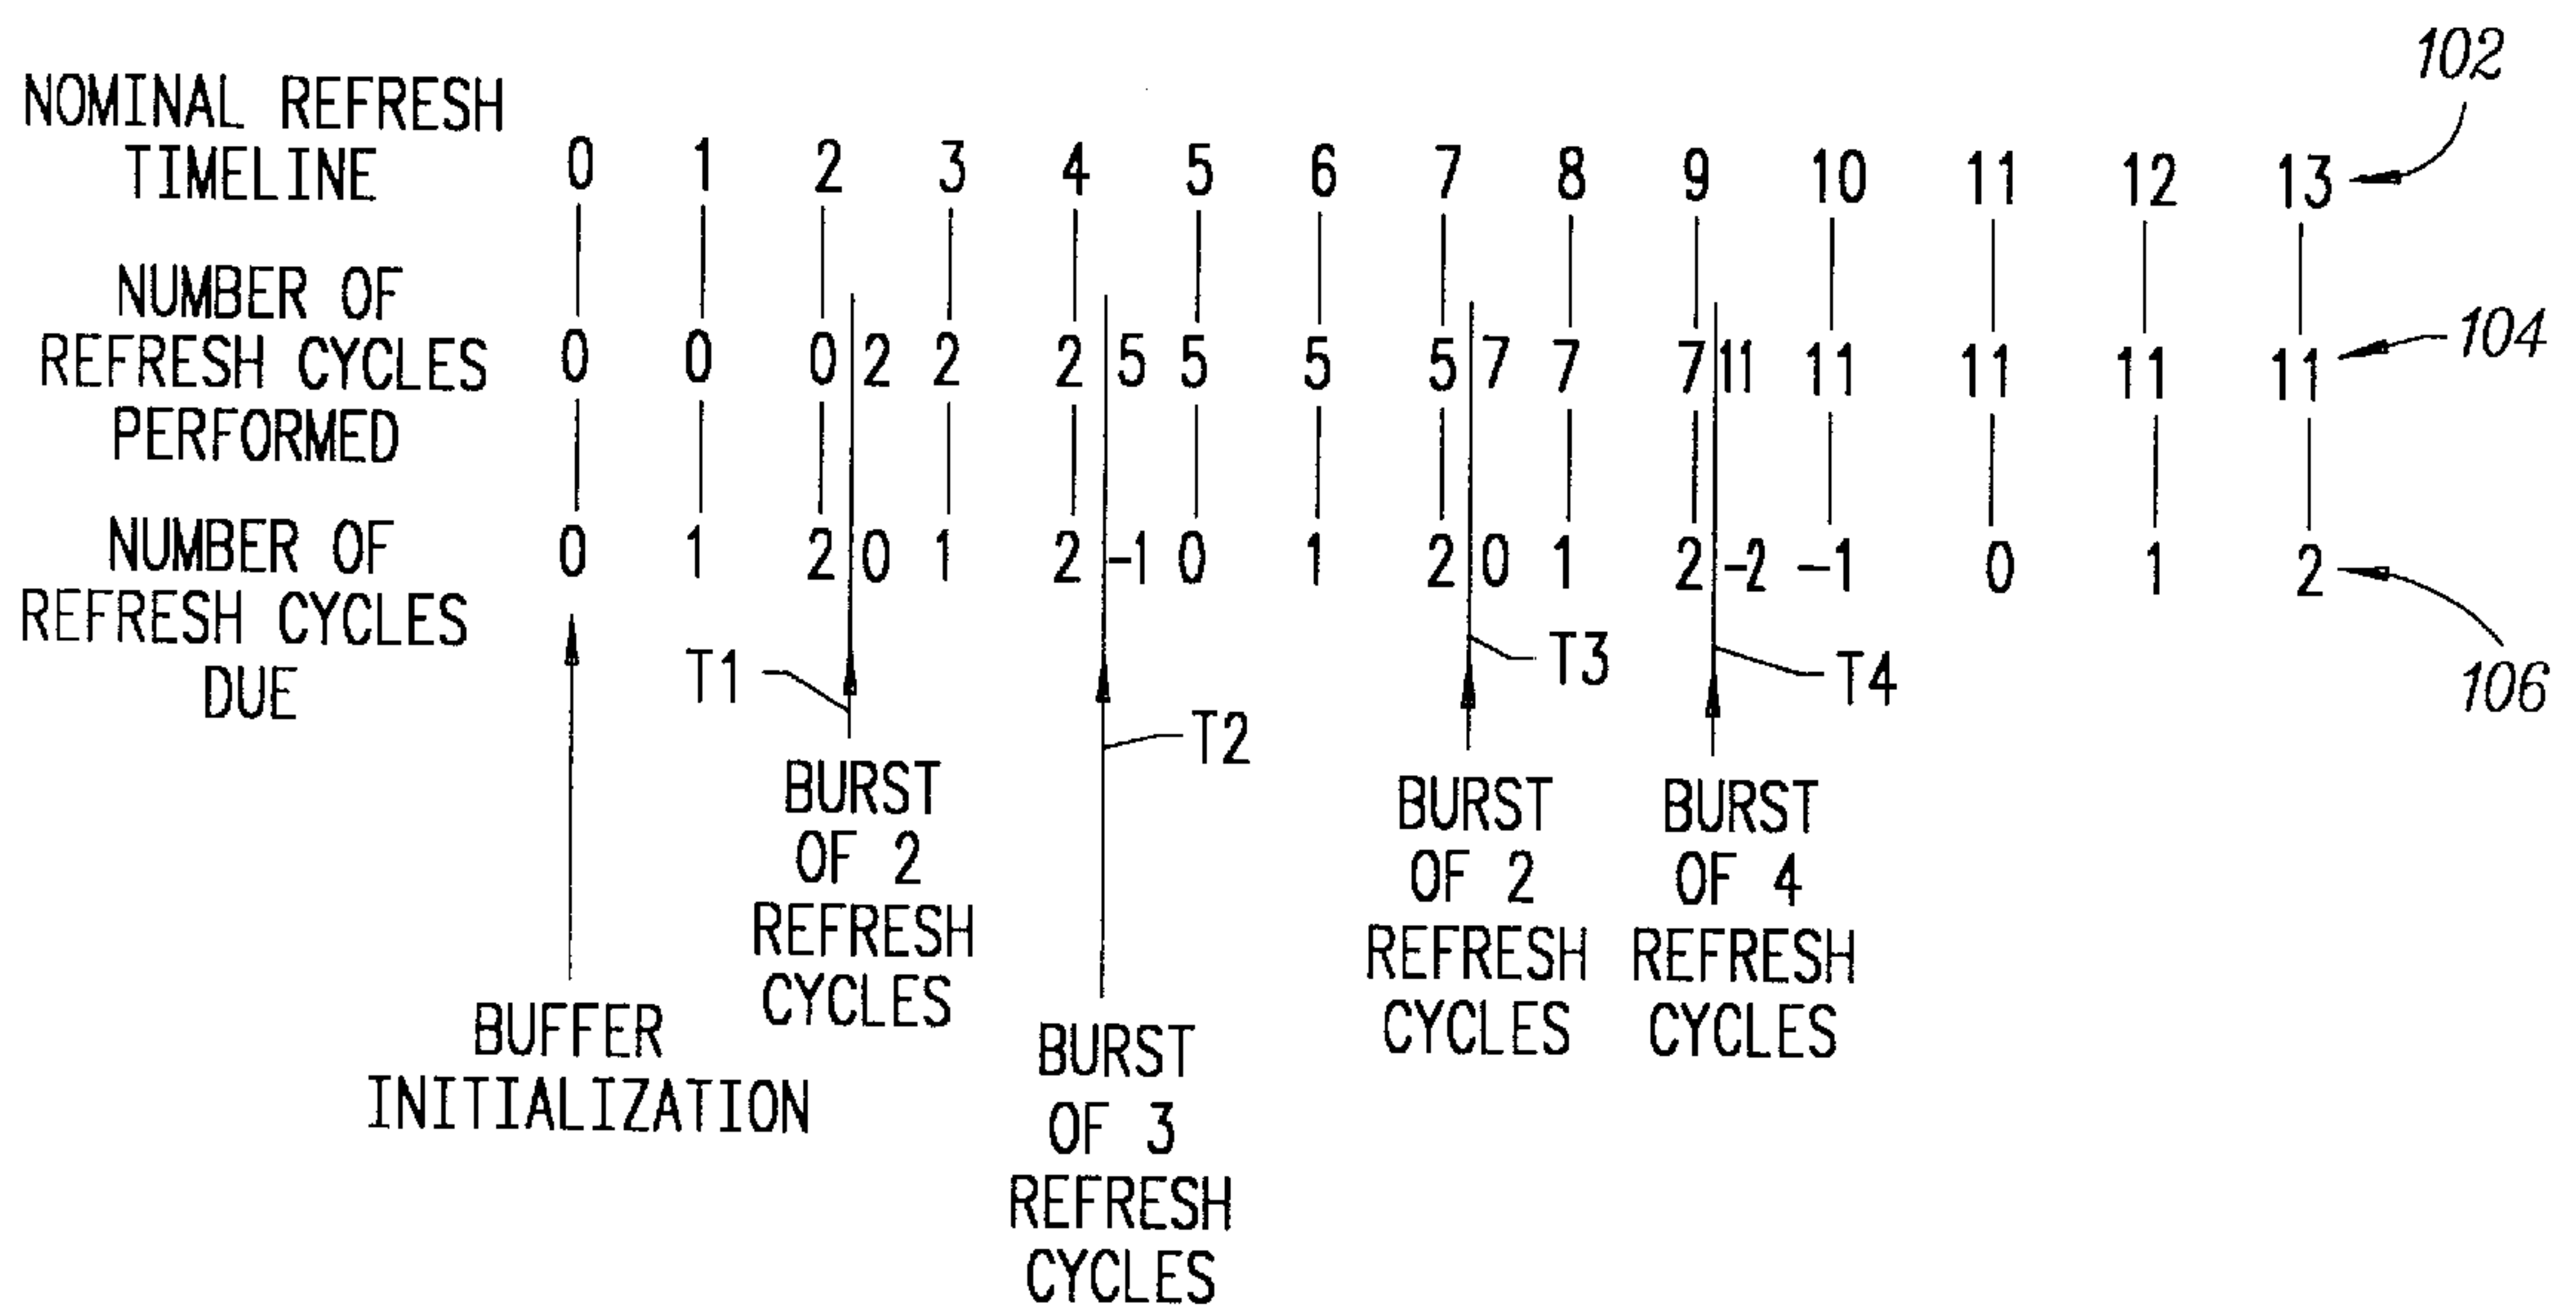 102
NOMINAL REFRESH
TIMELINE
0 1 2 3 4 5 6 7 8 9 10 11 12 13
NUMBER OF
REFRESH CYCLES
PERFORMED
0 0 0 2 2 2 5 5 5 5 7 7 7 11 11 11 11 11
104
NUMBER OF
REFRESH CYCLES
DUE
0 1 2 0 1 2 -1 0 1 2 0 1 2 -2 -1 0 1 2
106
T1
T2
T3
T4
BUFFER
INITIALIZATION
BURST
OF 2
REFRESH
CYCLES
BURST
OF 3
REFRESH
CYCLES
BURST
OF 2
REFRESH
CYCLES
BURST
OF 4
REFRESH
CYCLES